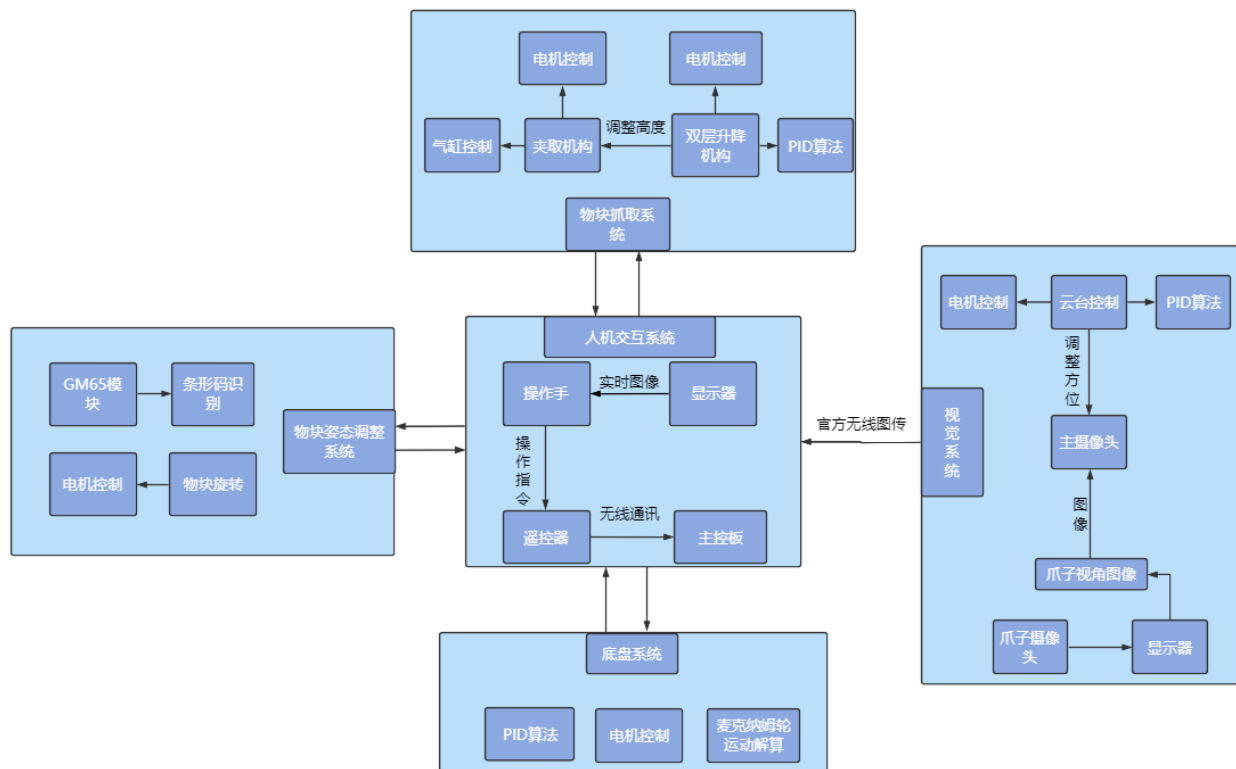 电机控制
电机控制
气缸控制
夹取机构
调整高度
双层升降
机构
PID算法
物块抓取系
统
人机交互系统
操作手
实时图像
显示器
操作指令
遥控器
无线通讯
主控板
GM65模
块
条形码识
别
电机控制
物块旋转
物块姿态调整
系统
官方无线图传
视觉系统
电机控制
云台控制
PID算法
调整方位
主摄像头
图像
爪子视角图像
爪子摄像
头
显示器
底盘系统
PID算法
电机控制
麦克纳姆轮
运动解算